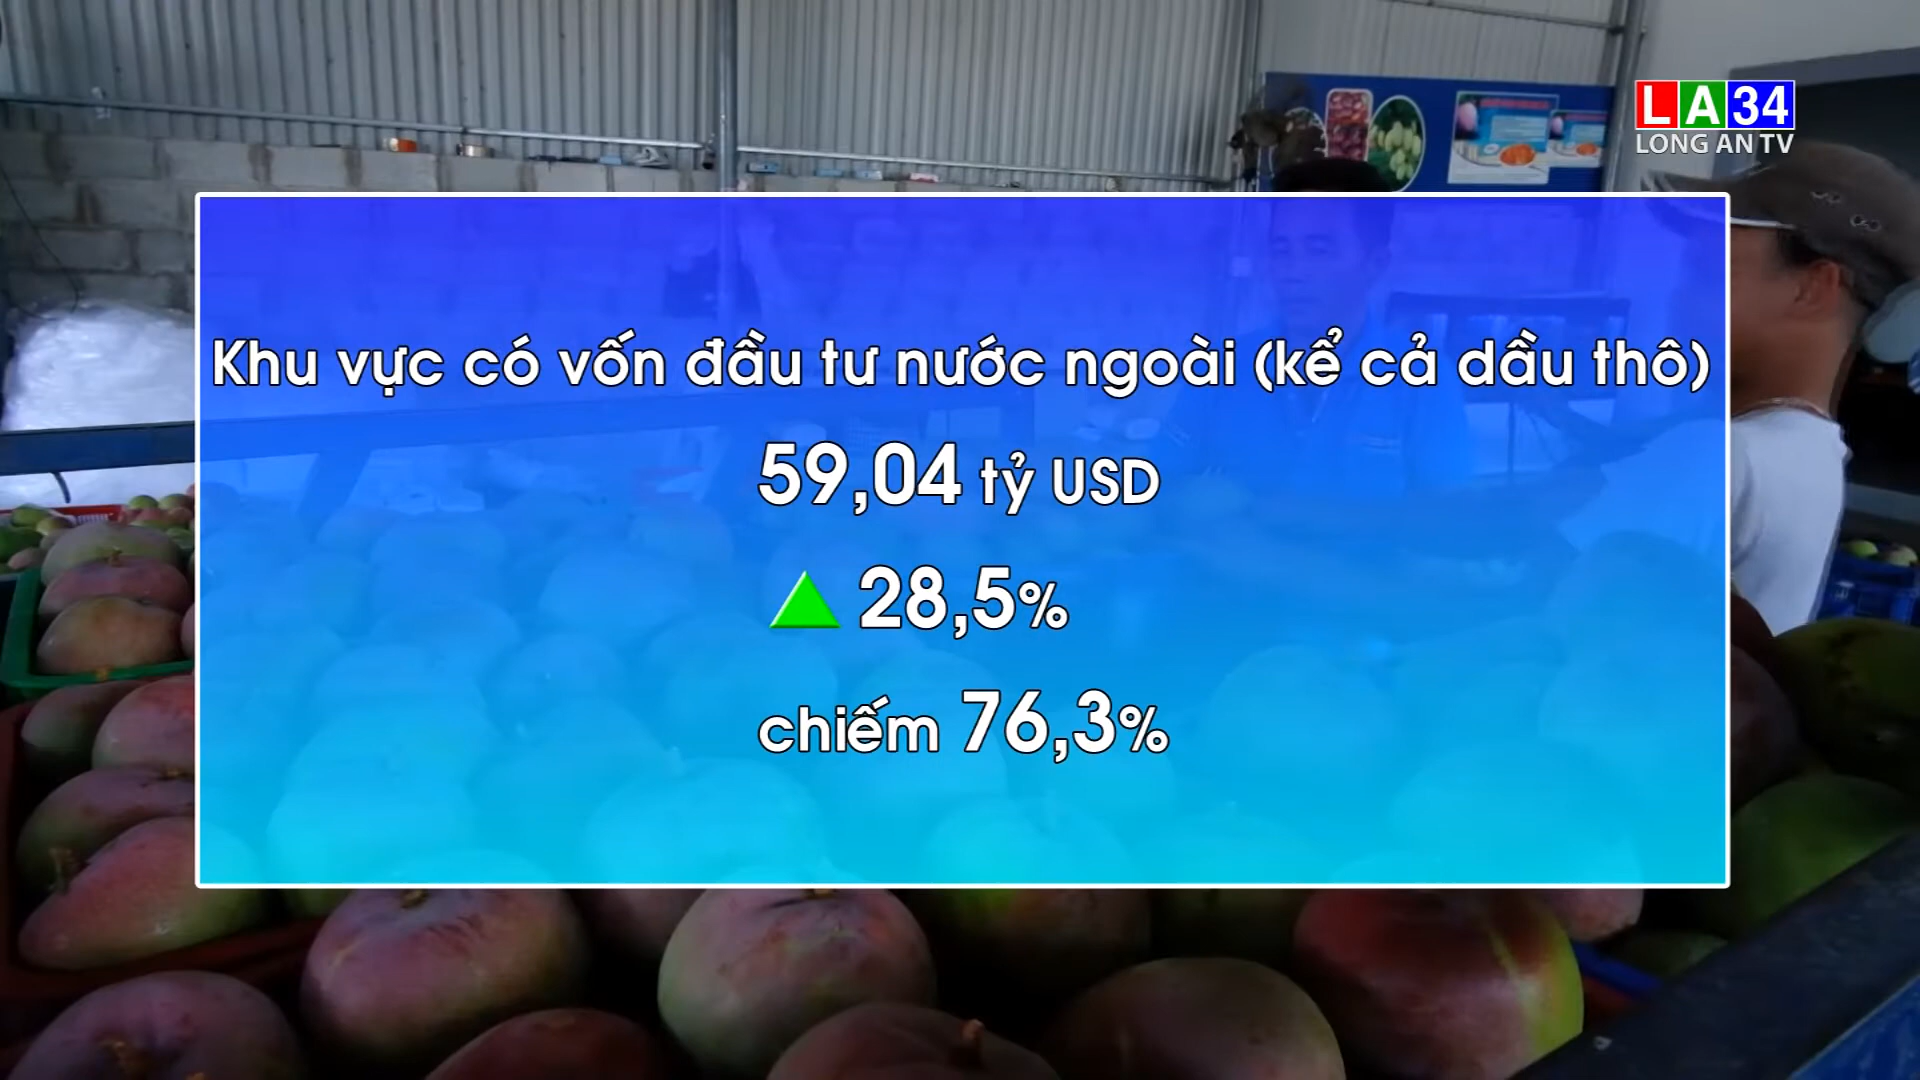 LA34
LONG AN TV
Khu vực có vốn đầu tư nước ngoài (kể cả dầu thô)
59,04 tỷ USD
28,5%
chiếm 76,3%